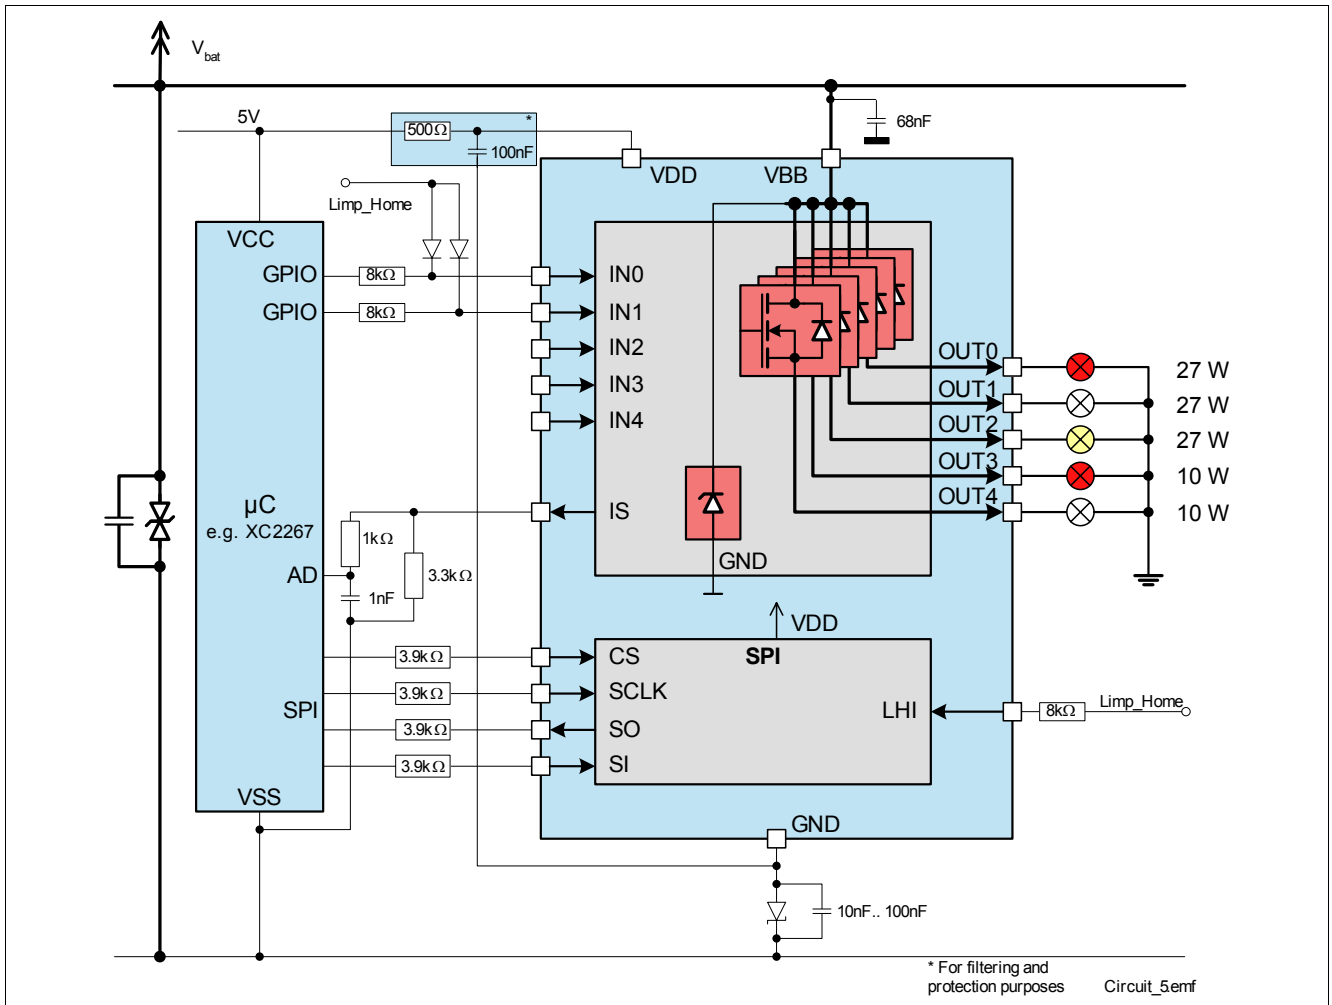 Vbat
5V
*
500Ω
100nF
68nF
VDD
VBB
Limp_Home
VCC
GPIO
8kΩ
IN0
GPIO
8kΩ
IN1
IN2
IN3
IN4
OUT0
27 W
OUT1
27 W
OUT2
27 W
OUT3
10 W
OUT4
10 W
µC
e.g. XC2267
IS
1kΩ
AD
3.3kΩ
1nF
GND
VDD
SPI
3.9kΩ
CS
3.9kΩ
SCLK
SPI
3.9kΩ
SO
3.9kΩ
SI
LHI
8kΩ
Limp_Home
VSS
GND
10nF.. 100nF
* For filtering and
protection purposes
Circuit_5.emf